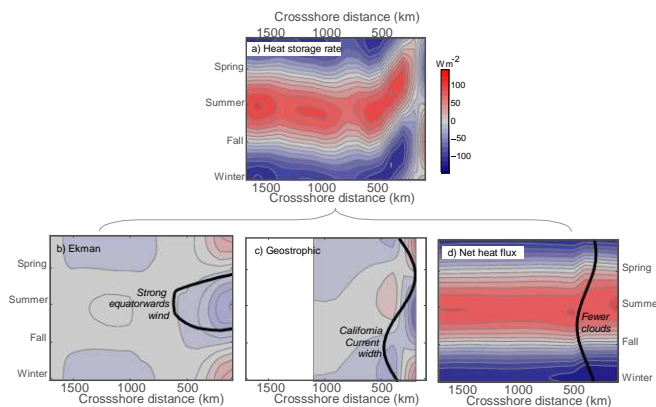 Crossshore distance (km)
1500 1000 500
a) Heat storage rate
Spring
Summer
Fall
Winter
1500 1000 500
Crossshore distance (km)
Wm-2
100
50
0
−50
−100
b) Ekman
Strong
equatorwards
wind
Spring
Summer
Fall
Winter
1500 1000 500
Crossshore distance (km)
c) Geostrophic
California
Current
width
1500 1000 500
Crossshore distance (km)
d) Net heat flux
Fewer
clouds
Spring
Summe
Fall
Winter
1500 1000 500
Crossshore distance (km)